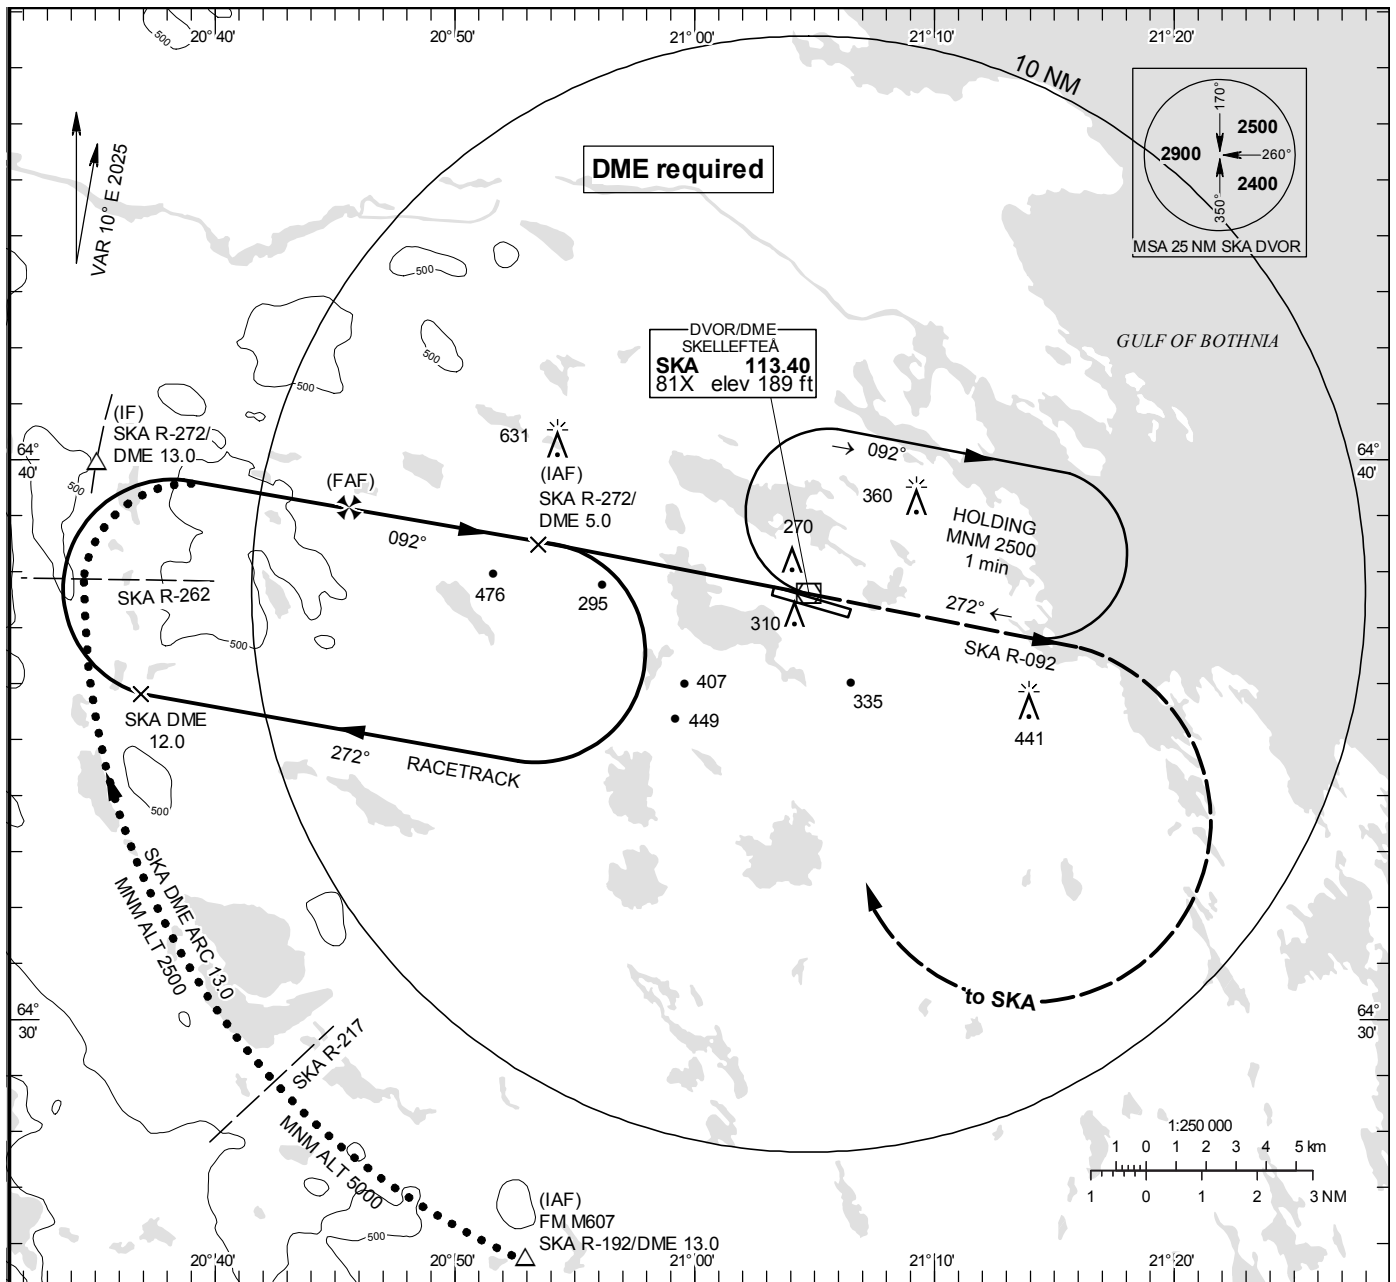 20° 40'
20° 50'
21° 00'
21° 10'
21° 20'
500
10 NM
170°
2500
2900
260°
2400
350°
MSA 25 NM SKA DVOR
VAR 10° E 2025
DME required
500
500
500
DVOR/DME
SKELLEFTEÅ
SKA 113.40
81X elev 189 ft
GULF OF BOTHNIA
(IF)
SKA R-272/
DME 13.0
64°
40'
64°
40'
500
631
(IAF)
SKA R-272/
DME 5.0
(FAF)
092°
092°
360
HOLDING
MNM 2500
1 min
270
476
295
SKA R-262
272°
310
SKA R-092
500
407
449
335
441
SKA DME
12.0
272°
RACETRACK
500
SKA DME ARC 13.0
MNM ALT 2500
to SKA
64°
30'
64°
30'
SKA R-217
MNM ALT 5000
1:250 000
1 0 1 2 3 4 5 km
1 0 1 2 3 NM
(IAF)
FM M607
SKA R-192/DME 13.0
500
20° 40'
20° 50'
21° 00'
21° 10'
21° 20'